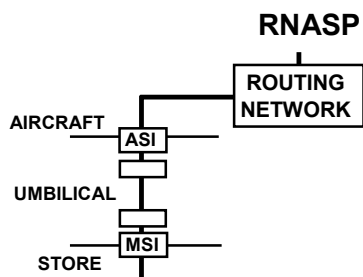 RNASP
ROUTING
NETWORK
AIRCRAFT
ASI
UMBILICAL
MSI
STORE